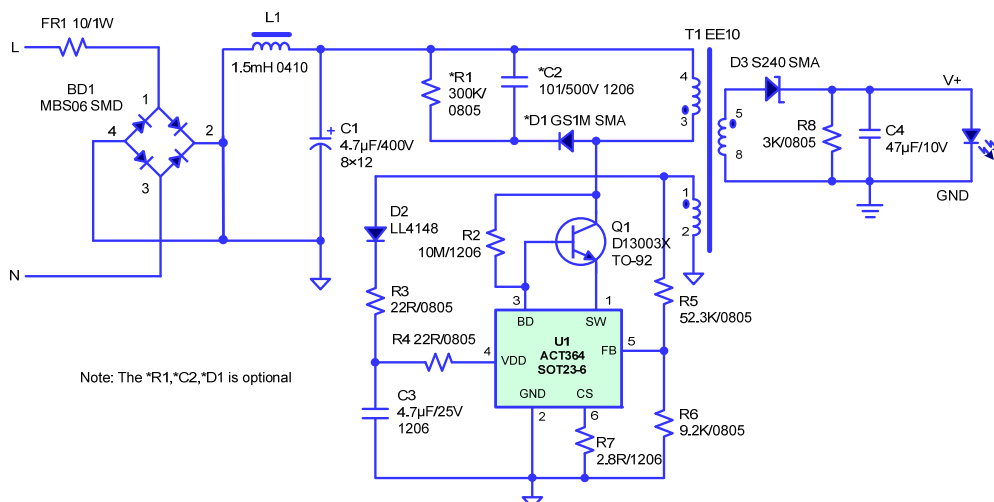 FR1 10/1W
L
BD1
MBS06 SMD
1
4
2
3
N
L1
1.5mH 0410
C1
4.7µF/400V
8×12
+
*R1
300K/
0805
*C2
101/500V 1206
*D1 GS1M SMA
T1 EE10
4
3
5
8
1
2
D3 S240 SMA
V+
R8
3K/0805
C4
47µF/10V
GND
D2
LL4148
R2
10M/1206
Q1
D13003X
TO-92
R3
22R/0805
R4 22R/0805
R5
52.3K/0805
3
1
BD
SW
U1
ACT364
SOT23-6
4
VDD
FB
5
GND
CS
2
6
C3
4.7µF/25V
1206
R7
2.8R/1206
R6
9.2K/0805
Note: The *R1,*C2,*D1 is optional